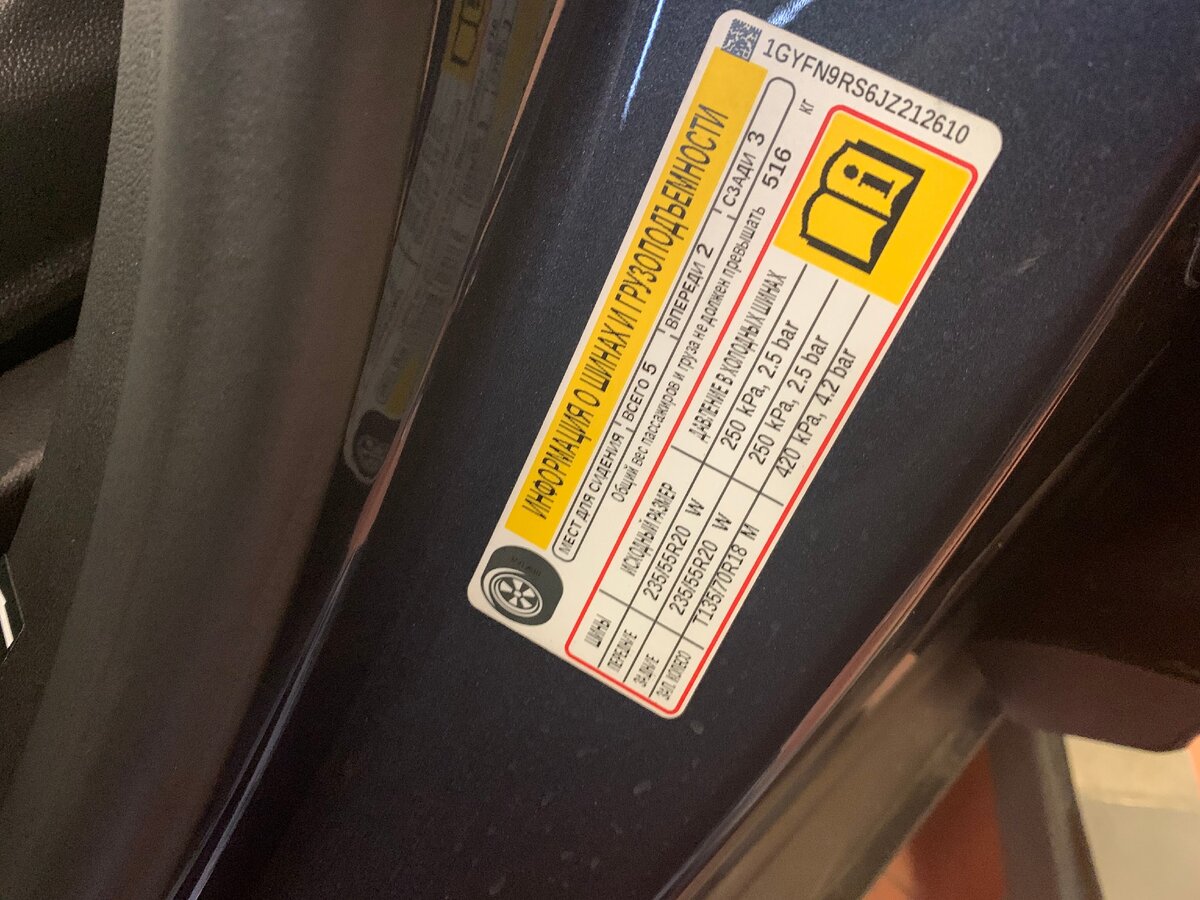 1GYFN9RS6JZ212610
ИНФОРМАЦИЯ О ШИНАХ И ГРУЗОПОДЪЕМНОСТИ
МЕСТ ДЛЯ СИДЕНИЯ ВСЕГО 5 ВПЕРЕДИ 2 СЗАДИ 3
Общий вес пассажиров и груза не должен превышать 516 кг
ШИНЫ ИСХОДНЫЙ РАЗМЕР ДАВЛЕНИЕ В ХОЛОДНЫХ ШИНАХ
ПЕРЕДНИЕ 235/55R20 W 250 kPa, 2.5 bar
ЗАДНИЕ 235/55R20 W 250 kPa, 2.5 bar
ЗАП. КОЛЕСО T135/70R18 M 420 kPa, 4.2 bar